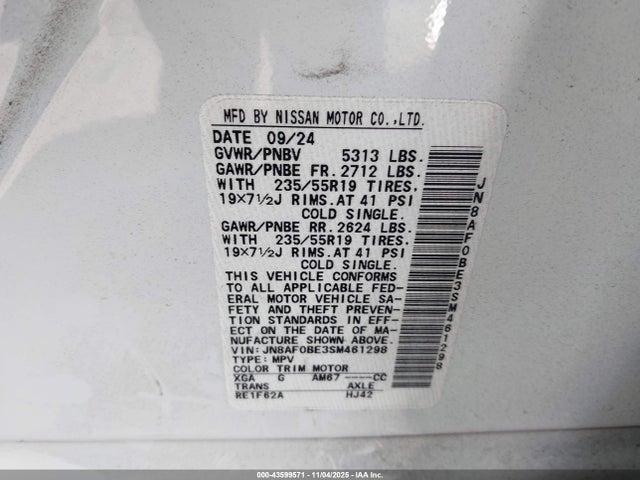 MFD BY NISSAN MOTOR CO.,LTD.
DATE 09/24
GVWR/PNBV 5313 LBS.
GAWR/PNBE FR. 2712 LBS.
WITH 235/55R19 TIRES,
19×7½J RIMS.AT 41 PSI
COLD SINGLE.
GAWR/PNBE RR. 2624 LBS.
WITH 235/55R19 TIRES,
19×7½J RIMS.AT 41 PSI
COLD SINGLE.
THIS VEHICLE CONFORMS
TO ALL APPLICABLE FED-
ERAL MOTOR VEHICLE SA-
FETY AND THEFT PREVEN-
TION STANDARDS IN EFF-
ECT ON THE DATE OF MA-
NUFACTURE SHOWN ABOVE.
VIN:JN8AF0BE3SM461298
TYPE: MPV
COLOR TRIM MOTOR
XGA G AM67 ----CC
TRANS AXLE
RE1F62A HJ42
JN8AF0BE3SM461298
000-43599571 - 11/04/2025 - IAA Inc.